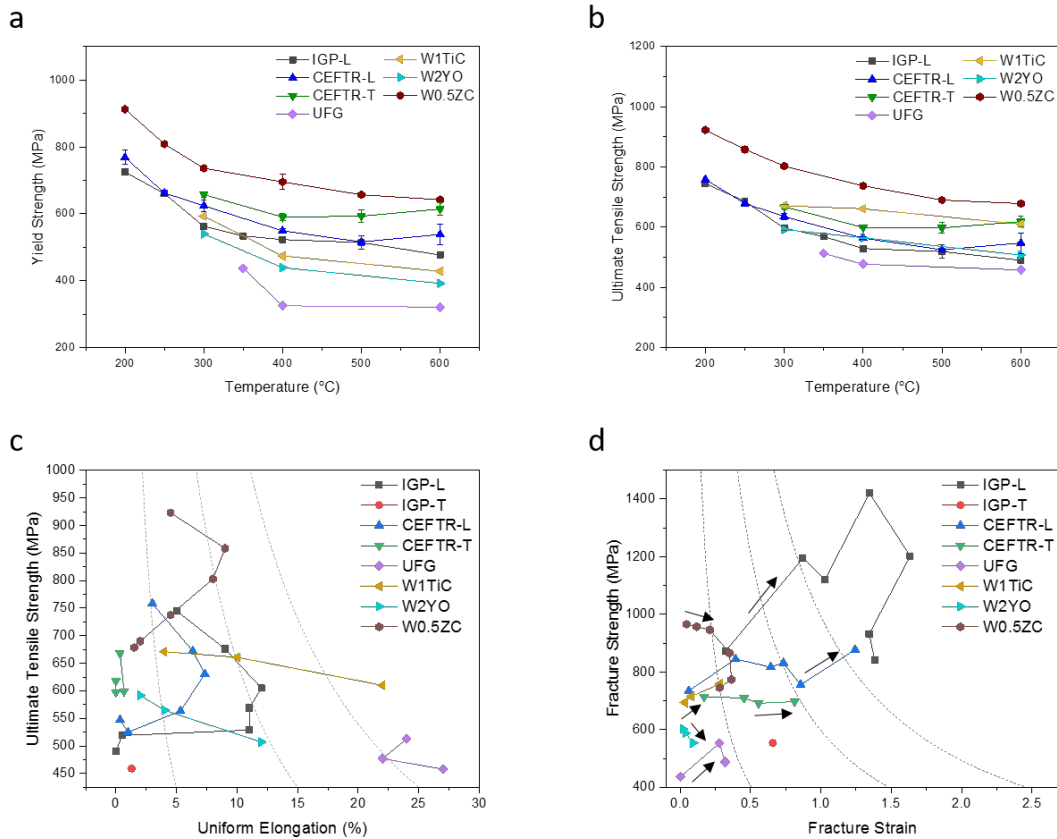 a
1000
800
600
400
200
Yield Strength (MPa)
200 300 400 500 600
Temperature (°C)
IGP-L
CEFTR-L
CEFTR-T
UFG
W1TiC
W2YO
W0.5ZC
b
1200
1000
800
600
400
200
Ultimate Tensile Strength (MPa)
200 300 400 500 600
Temperature (°C)
IGP-L
CEFTR-L
CEFTR-T
UFG
W1TiC
W2YO
W0.5ZC
c
1000
950
900
850
800
750
700
650
600
550
500
450
Ultimate Tensile Strength (MPa)
0 5 10 15 20 25 30
Uniform Elongation (%)
IGP-L
IGP-T
CEFTR-L
CEFTR-T
UFG
W1TiC
W2YO
W0.5ZC
d
1400
1200
1000
800
600
400
Fracture Strength (MPa)
0.0 0.5 1.0 1.5 2.0 2.5
Fracture Strain
IGP-L
IGP-T
CEFTR-L
CEFTR-T
UFG
W1TiC
W2YO
W0.5ZC